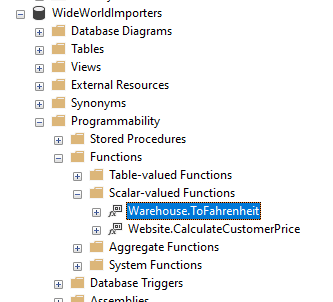 WideWorldImporters
Database Diagrams
Tables
Views
External Resources
Synonyms
Programmability
Stored Procedures
Functions
Table-valued Functions
Scalar-valued Functions
Warehouse.ToFahrenheit
Website.CalculateCustomerPrice
Aggregate Functions
System Functions
Database Triggers
Assemblies